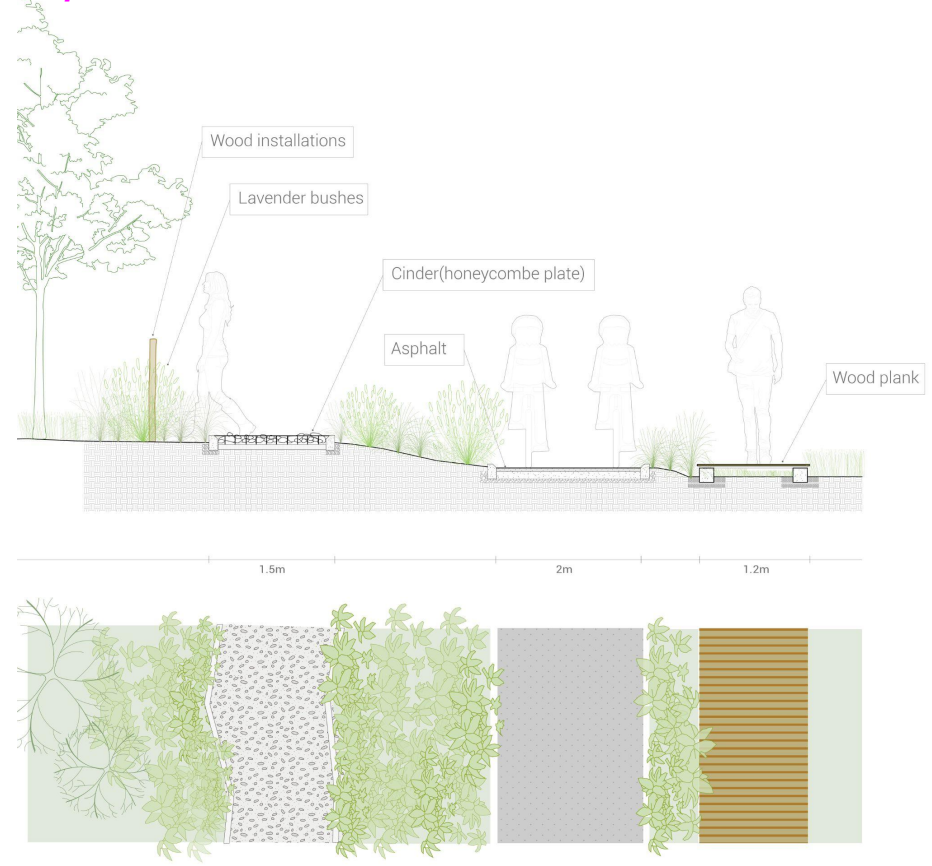 Wood installations
Lavender bushes
Cinder(honeycombe plate)
Asphalt
Wood plank
1.5m
2m
1.2m